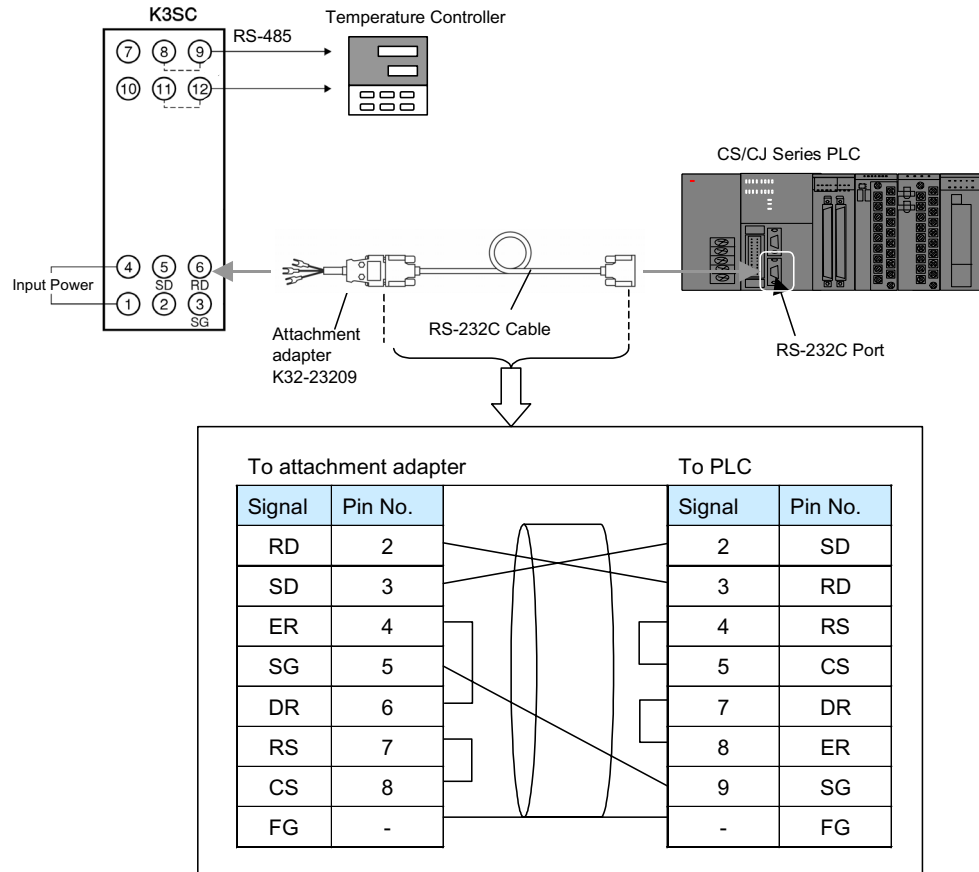 K3SC
Temperature Controller
7 8 9
RS-485
10 11 12
CS/CJ Series PLC
4 5 6
SD RD
Input Power
1 2 3
SG
Attachment
adapter
K32-23209
RS-232C Cable
RS-232C Port
To attachment adapter To PLC
Signal Pin No. Signal Pin No.
RD 2 2 SD
SD 3 3 RD
ER 4 4 RS
SG 5 5 CS
DR 6 7 DR
RS 7 8 ER
CS 8 9 SG
FG - - FG